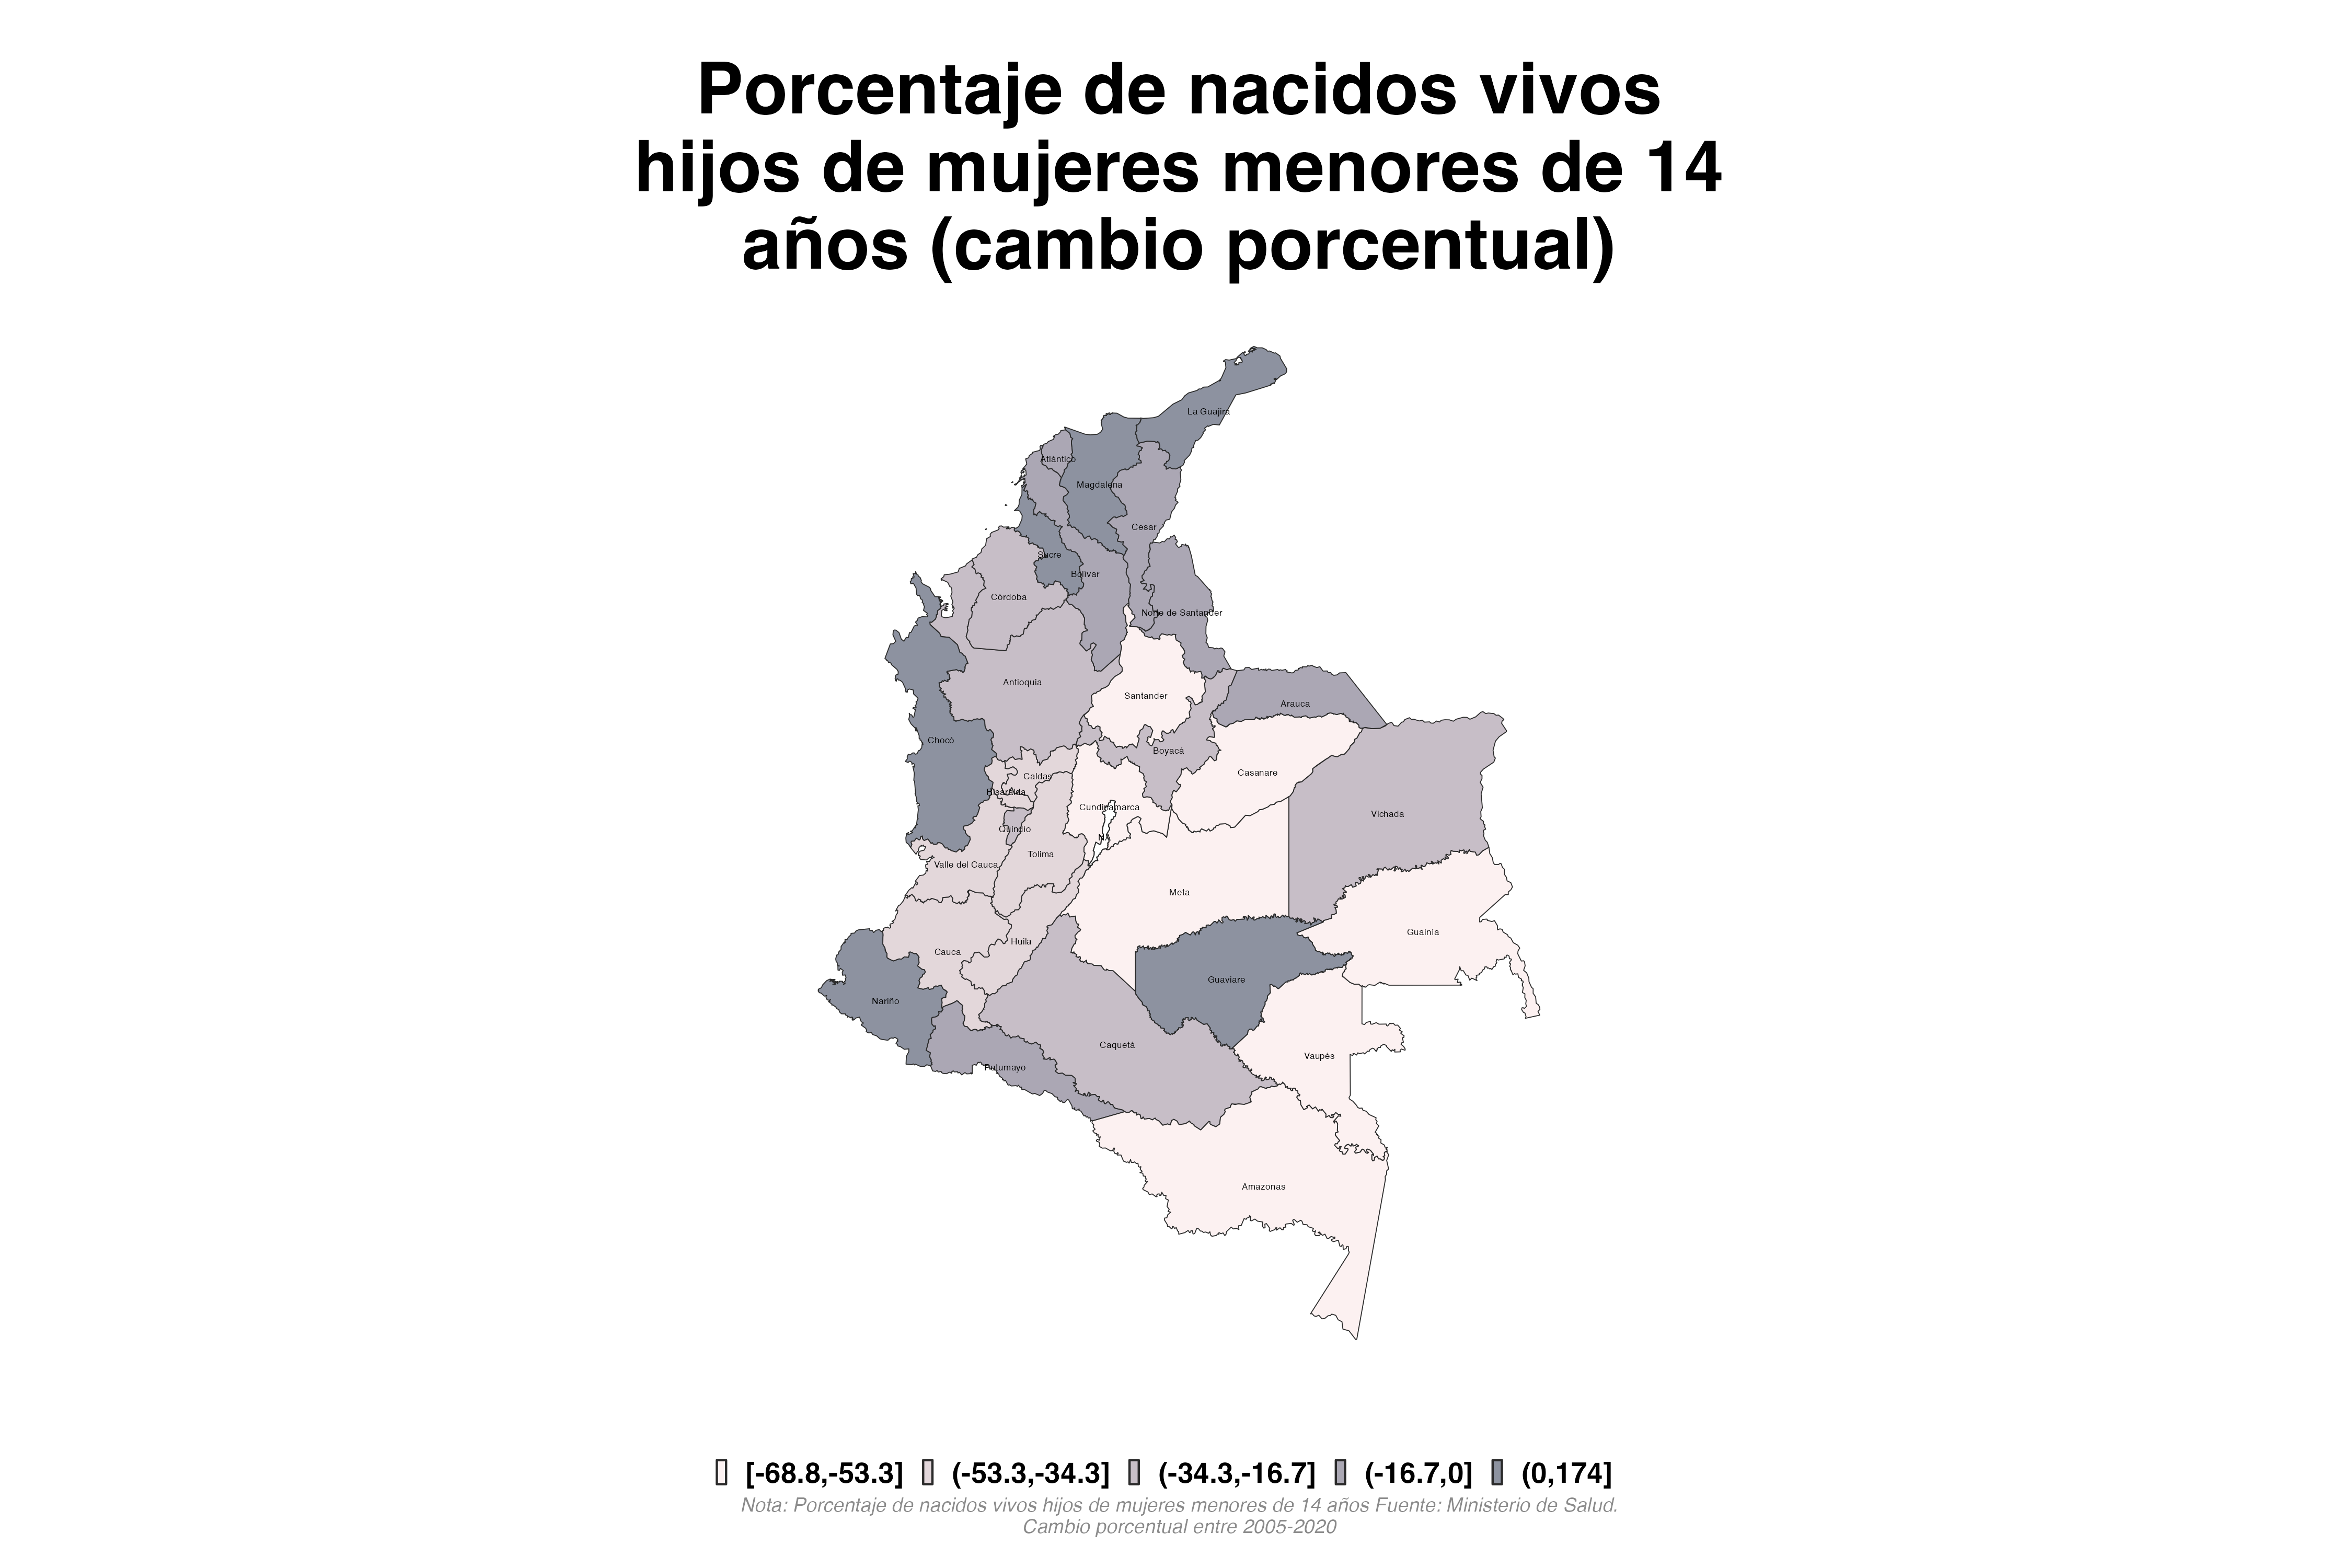 Porcentaje de nacidos vivos
hijos de mujeres menores de 14
años (cambio porcentual)
La Guajira
Atlántico
Magdalena
Cesar
Sucre
Bolívar
Córdoba
Norte de Santander
Antioquia
Santander
Arauca
Chocó
Boyacá
Casanare
Caldas
Risaralda
Cundinamarca
Vichada
Quindío
NA
Tolima
Valle del Cauca
Meta
Guainía
Huila
Cauca
Guaviare
Nariño
Caquetá
Vaupés
Putumayo
Amazonas
[-68.8,-53.3] (-53.3,-34.3] (-34.3,-16.7] (-16.7,0] (0,174]
Nota: Porcentaje de nacidos vivos hijos de mujeres menores de 14 años Fuente: Ministerio de Salud.
Cambio porcentual entre 2005-2020